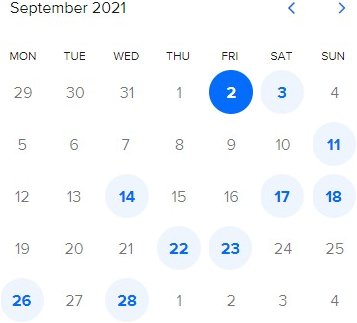 September 2021
MON TUE WED THU FRI SAT SUN
29 30 31 1 2 3 4
5 6 7 8 9 10 11
12 13 14 15 16 17 18
19 20 21 22 23 24 25
26 27 28 1 2 3 4